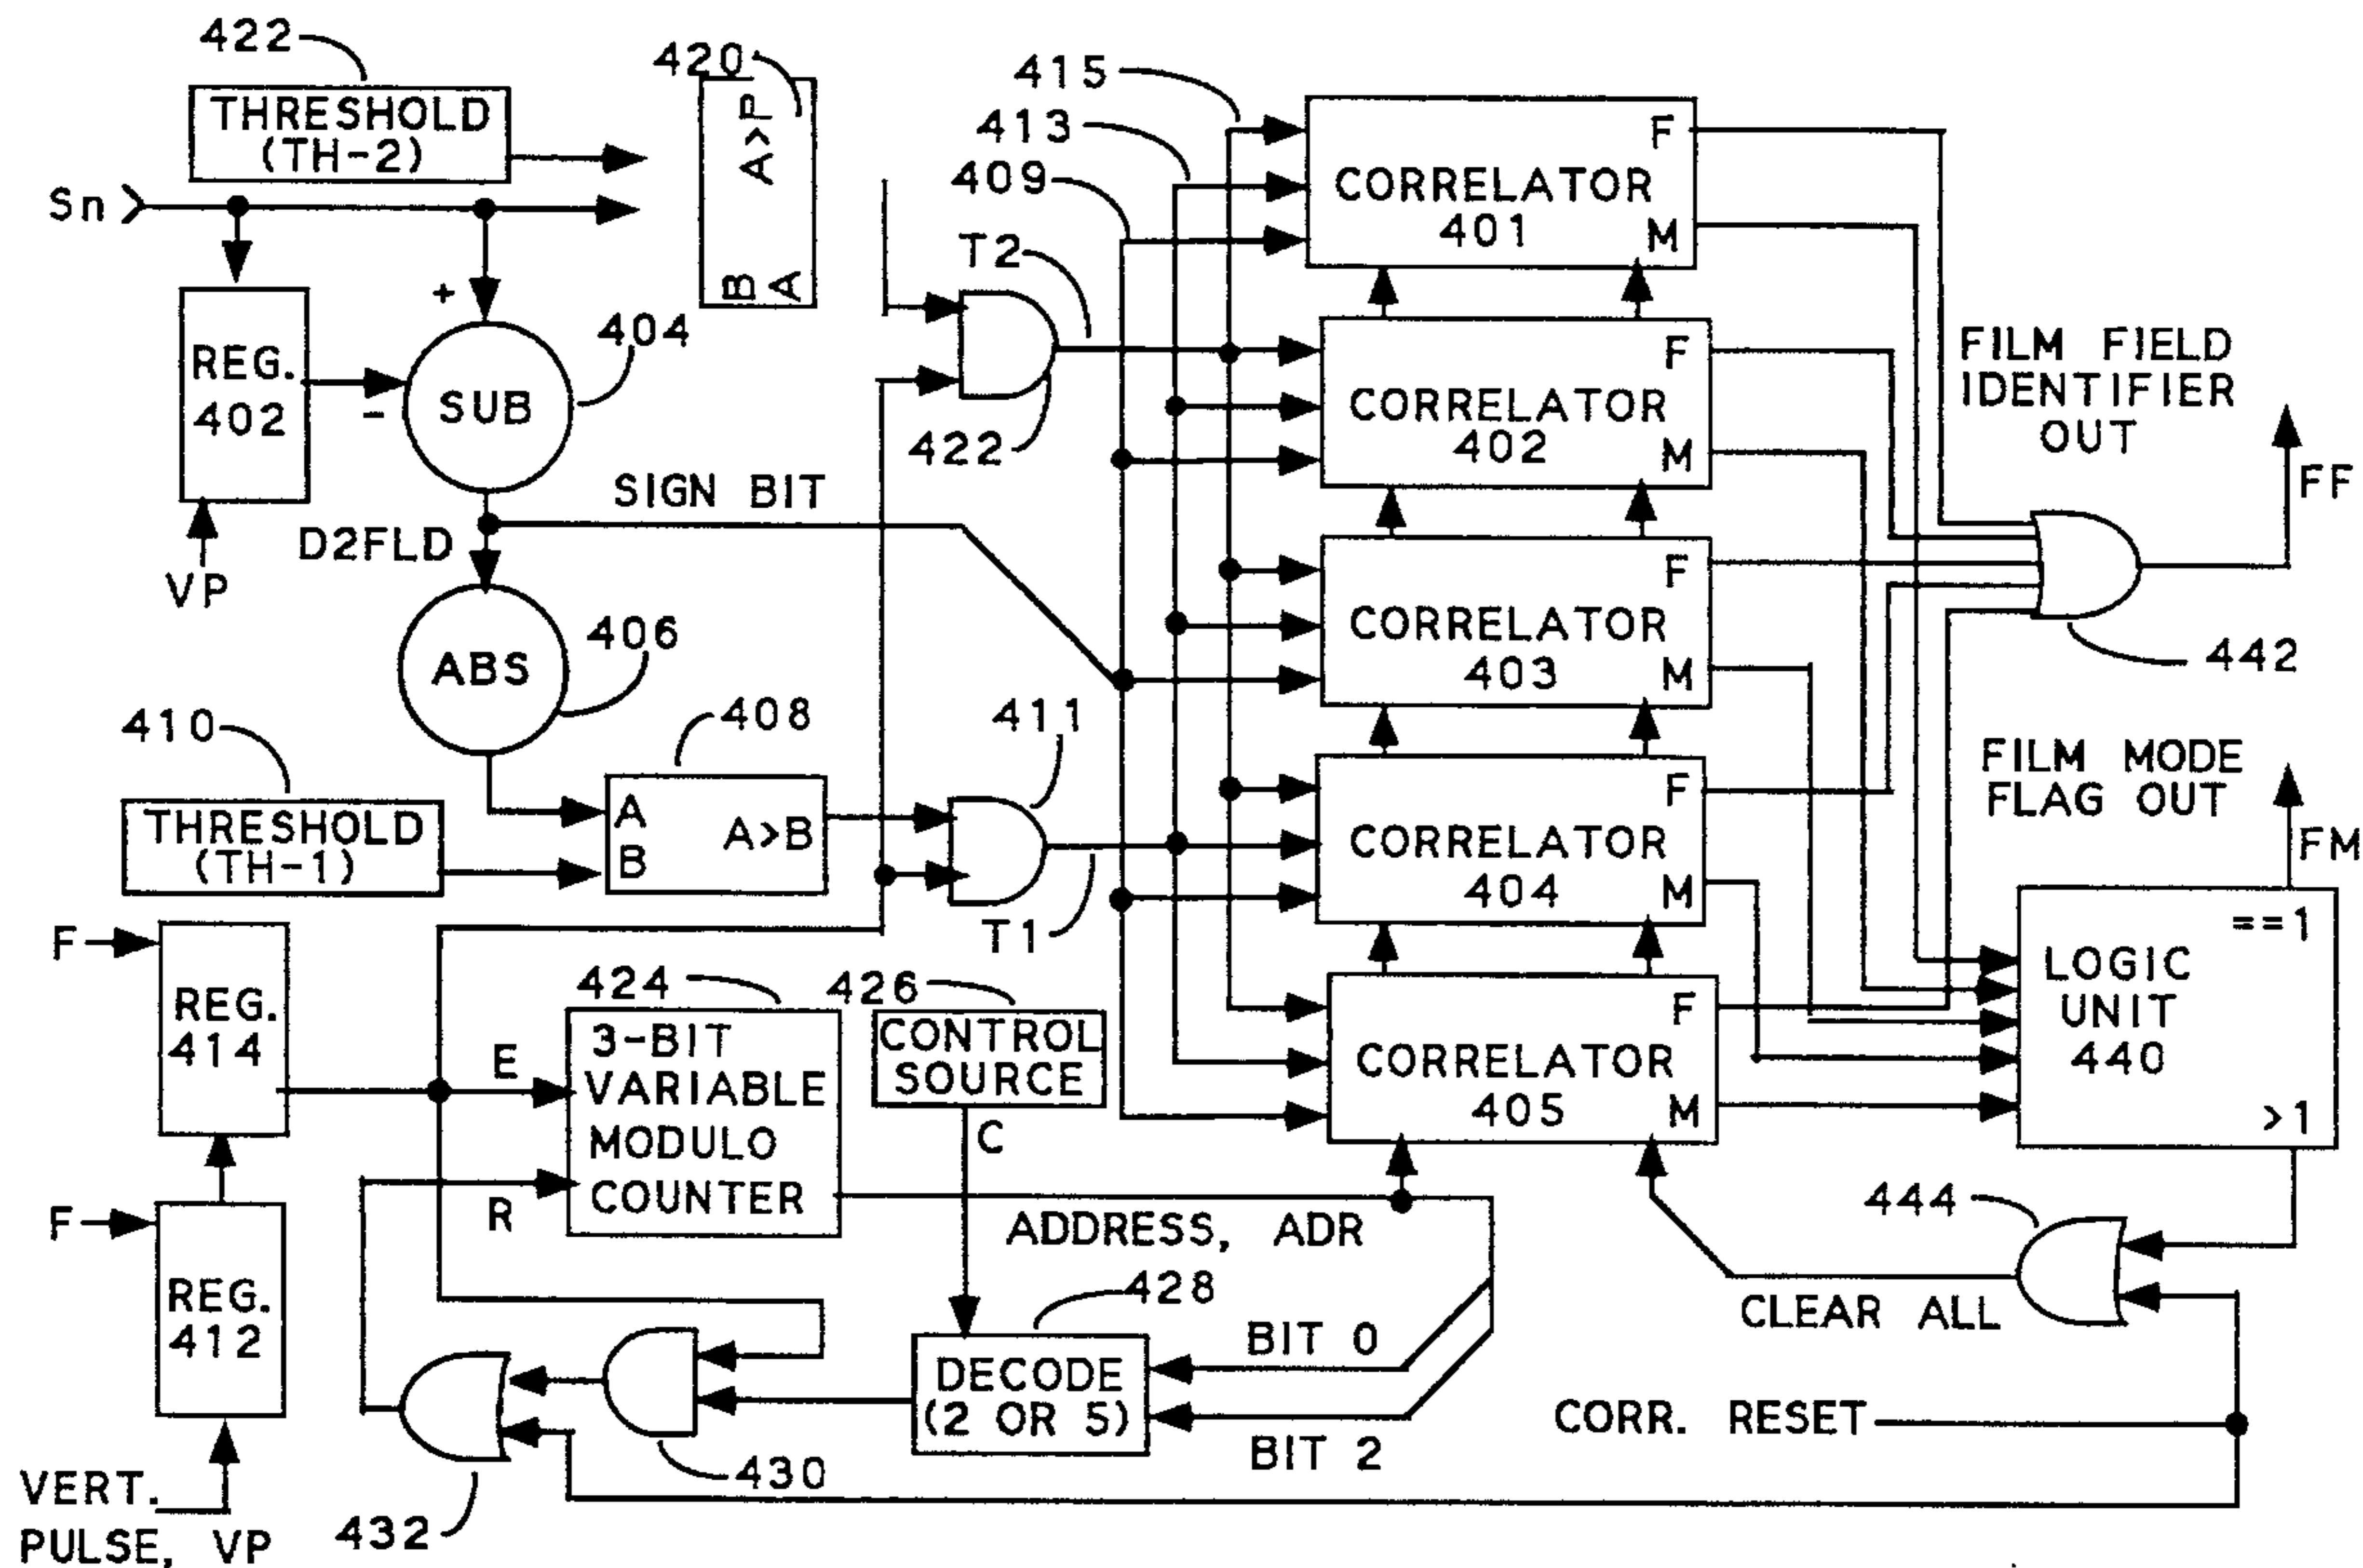 422
THRESHOLD
(TH-2)
420
A>P
B
A
415
413
409
Sn
REG.
402
VP
+
-
SUB
404
T2
422
SIGN BIT
D2FLD
ABS
406
410
THRESHOLD
(TH-1)
408
A
B
A>B
411
T1
CORRELATOR
401
F
M
CORRELATOR
402
F
M
CORRELATOR
403
F
M
CORRELATOR
404
F
M
CORRELATOR
405
F
M
FILM FIELD
IDENTIFIER
OUT
FF
442
FILM MODE
FLAG OUT
FM
==1
LOGIC
UNIT
440
>1
F
REG.
414
F
REG.
412
VERT.
PULSE, VP
424
E
R
3-BIT
VARIABLE
MODULO
COUNTER
426
CONTROL
SOURCE
C
ADDRESS, ADR
428
DECODE
(2 OR 5)
BIT 0
BIT 2
430
432
444
CLEAR ALL
CORR. RESET